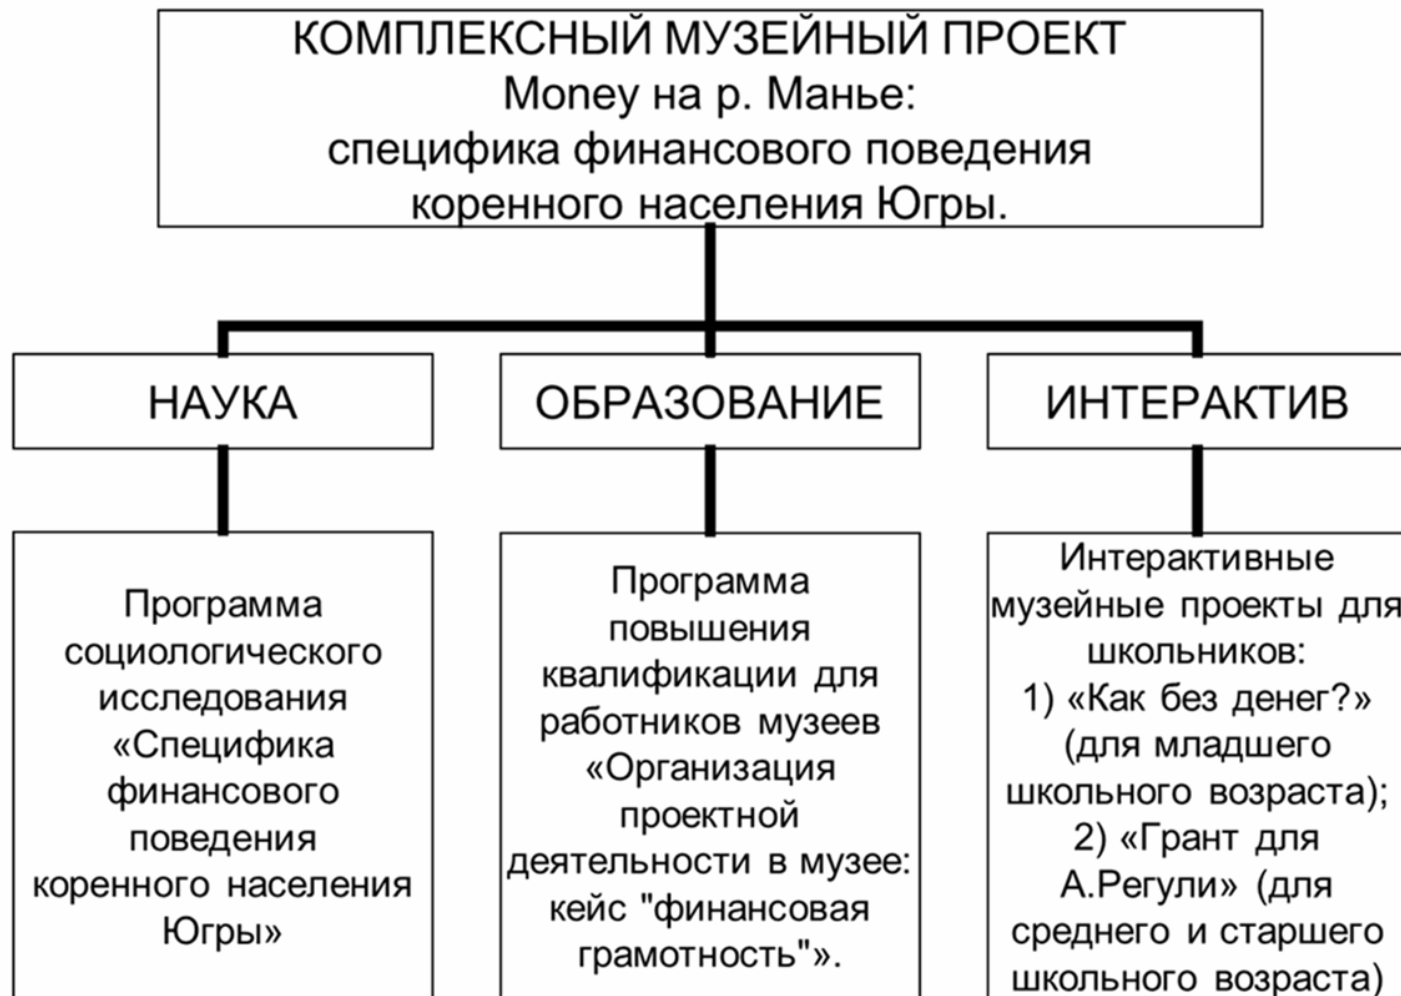 КОМПЛЕКСНЫЙ МУЗЕЙНЫЙ ПРОЕКТ
Money на р. Манье:
специфика финансового поведения
коренного населения Югры.
НАУКА
ОБРАЗОВАНИЕ
ИНТЕРАКТИВ
Программа
социологического
исследования
«Специфика
финансового
поведения
коренного населения
Югры»
Программа
повышения
квалификации для
работников музеев
«Организация
проектной
деятельности в музее:
кейс "финансовая
грамотность"».
Интерактивные
музейные проекты для
школьников:
1) «Как без денег?»
(для младшего
школьного возраста);
2) «Грант для
А.Регули» (для
среднего и старшего
школьного возраста)